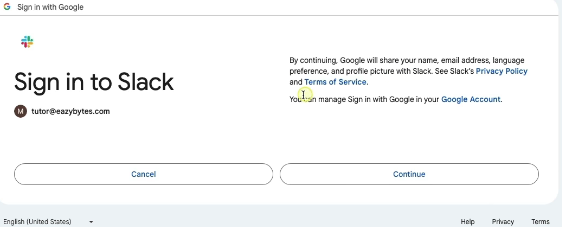 Sign in with Google
Sign in to Slack
M tutor@eazybytes.com
By continuing, Google will share your name, email address, language
preference, and profile picture with Slack. See Slack's Privacy Policy
and Terms of Service.
You can manage Sign in with Google in your Google Account.
Cancel
Continue
English (United States)
Help Privacy Terms